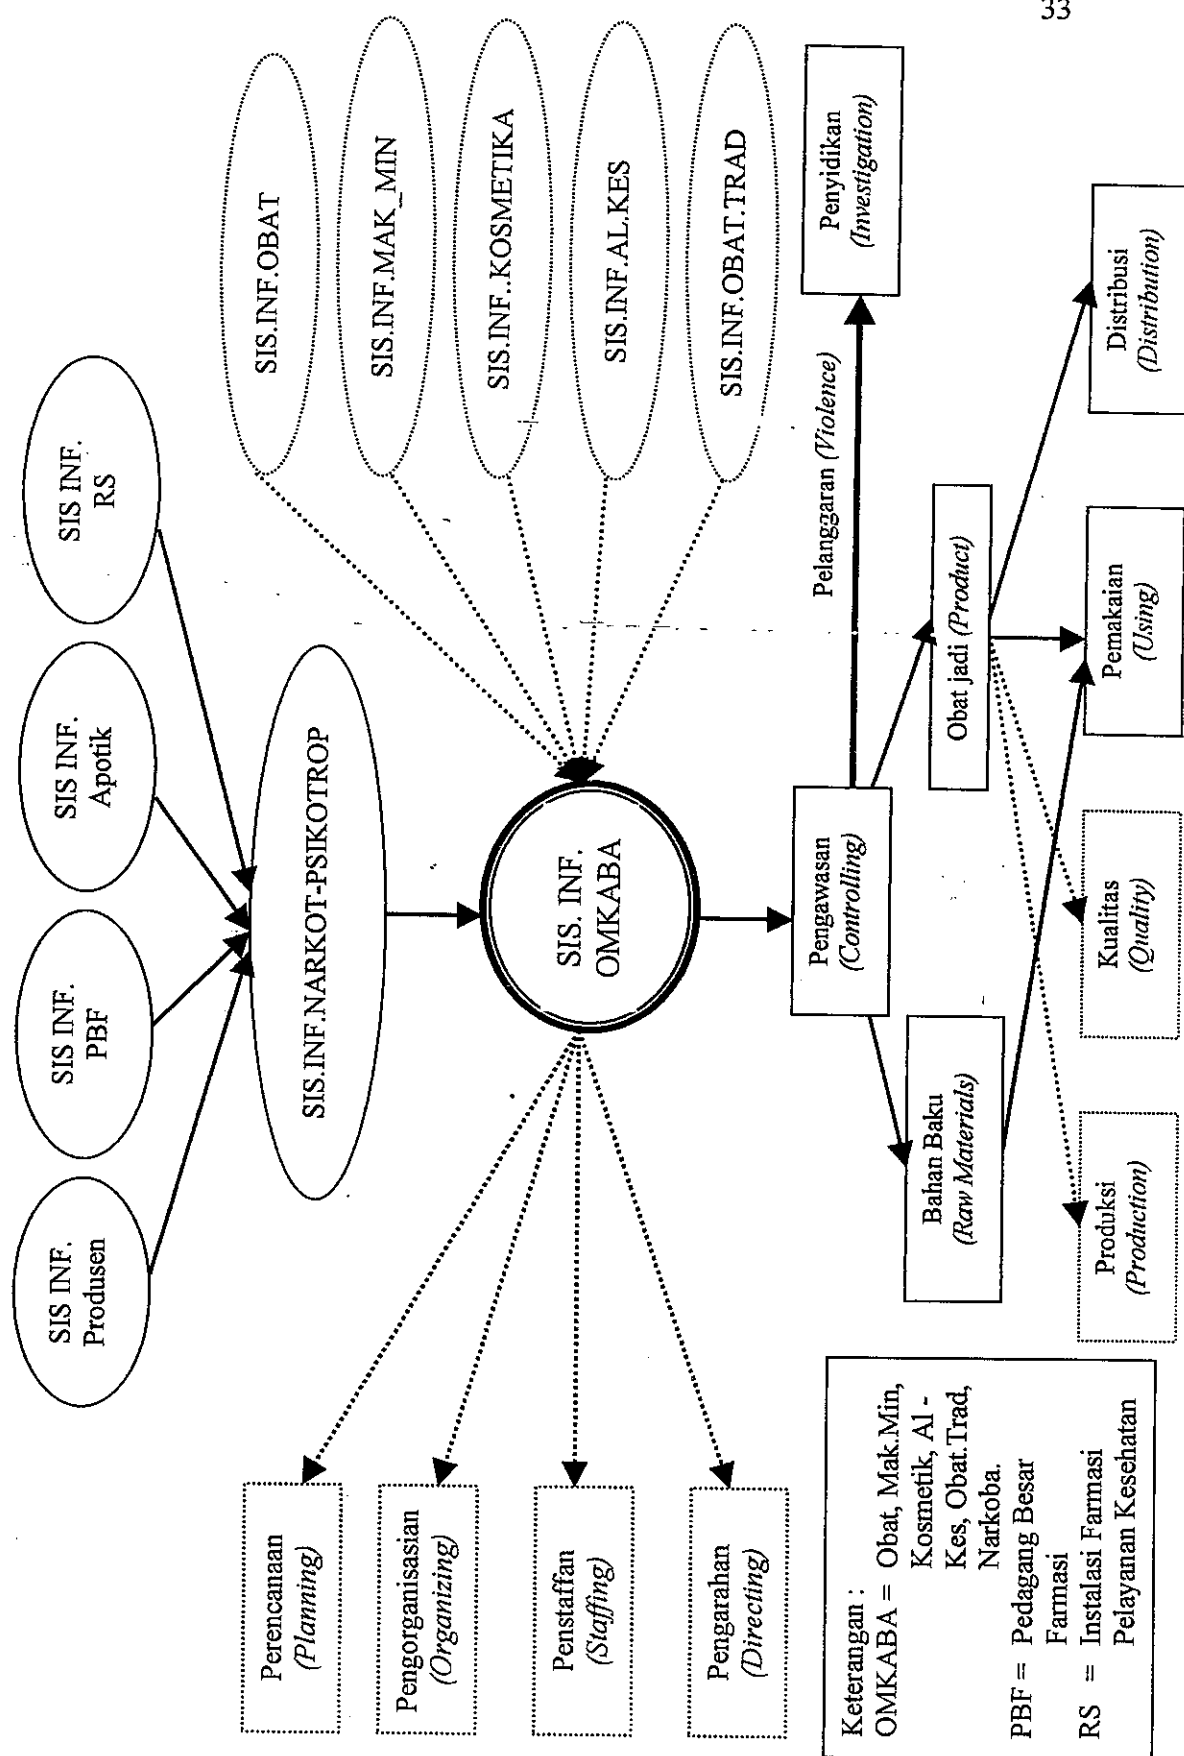 33
SIS INF.
Produsen
SIS INF.
PBF
SIS INF.
Apotik
SIS INF.
RS
SIS.INF.NARKOT-PSIKOTROP
SIS.INF.OBAT
SIS.INF.MAK_MIN
SIS.INF..KOSMETIKA
SIS.INF.AL.KES
SIS.INF.OBAT.TRAD
SIS. INF.
OMKABA
Perencanaan
(Planning)
Pengorganisasian
(Organizing)
Penstaffan
(Staffing)
Pengarahan
(Directing)
Pengawasan
(Controlling)
Pelanggaran (Violence)
Penyidikan
(Investigation)
Bahan Baku
(Raw Materials)
Obat jadi (Product)
Produksi
(Production)
Kualitas
(Quality)
Pemakaian
(Using)
Distribusi
(Distribution)
Keterangan :
OMKABA = Obat, Mak.Min,
Kosmetik, Al -
Kes, Obat.Trad,
Narkoba.
PBF = Pedagang Besar
Farmasi
RS = Instalasi Farmasi
Pelayanan Kesehatan